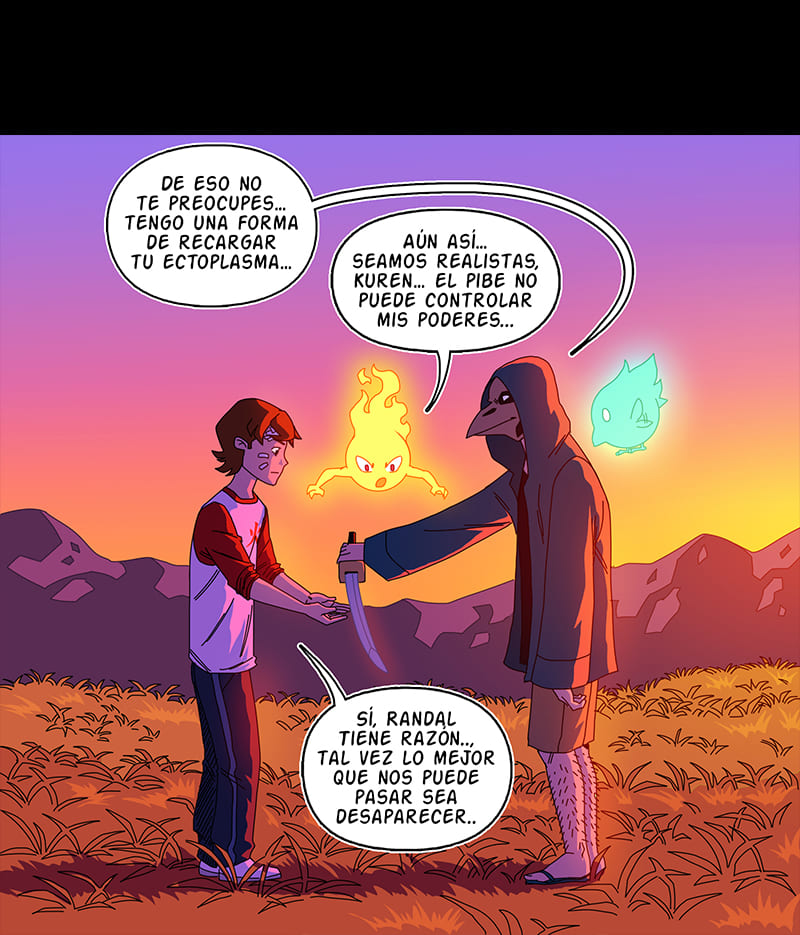 DE ESO NO
TE PREOCUPES...
TENGO UNA FORMA
DE RECARGAR
TU ECTOPLASMA...
AÚN ASÍ...
SEAMOS REALISTAS,
KUREN... EL PIBE NO
PUEDE CONTROLAR
MIS PODERES...
SÍ, RANDAL
TIENE RAZÓN..,
TAL VEZ LO MEJOR
QUE NOS PUEDE
PASAR SEA
DESAPARECER..